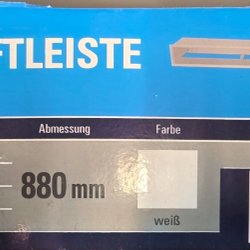 FTLEISTE
Abmessung Farbe
880 mm
weiß